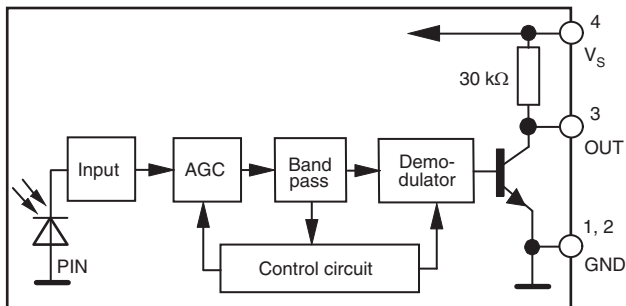 4
V_S
30 kΩ
3
OUT
Input
AGC
Band
pass
Demo-
dulator
1, 2
GND
PIN
Control circuit